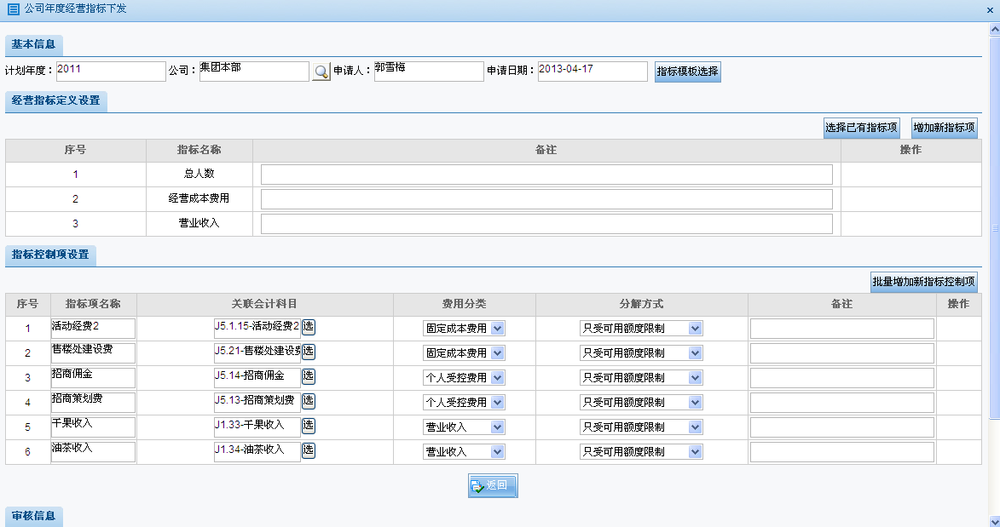 公司年度经营指标下发
基本信息
计划年度：2011 公司：集团本部 申请人：郭雪梅 申请日期：2013-04-17 指标模板选择
经营指标定义设置
选择已有指标项 增加新指标项
序号 指标名称 备注 操作
1 总人数
2 经营成本费用
3 营业收入
指标控制项设置
批量增加新指标控制项
序号 指标项名称 关联会计科目 费用分类 分解方式 备注 操作
1 活动经费2 J5.1.15-活动经费2 选 固定成本费用 只受可用额度限制
2 售楼处建设费 J5.21-售楼处建设费 选 固定成本费用 只受可用额度限制
3 招商佣金 J5.14-招商佣金 选 个人受控费用 只受可用额度限制
4 招商策划费 J5.13-招商策划费 选 个人受控费用 只受可用额度限制
5 干果收入 J1.33-干果收入 选 营业收入 只受可用额度限制
6 油茶收入 J1.34-油茶收入 选 营业收入 只受可用额度限制
返回
审核信息